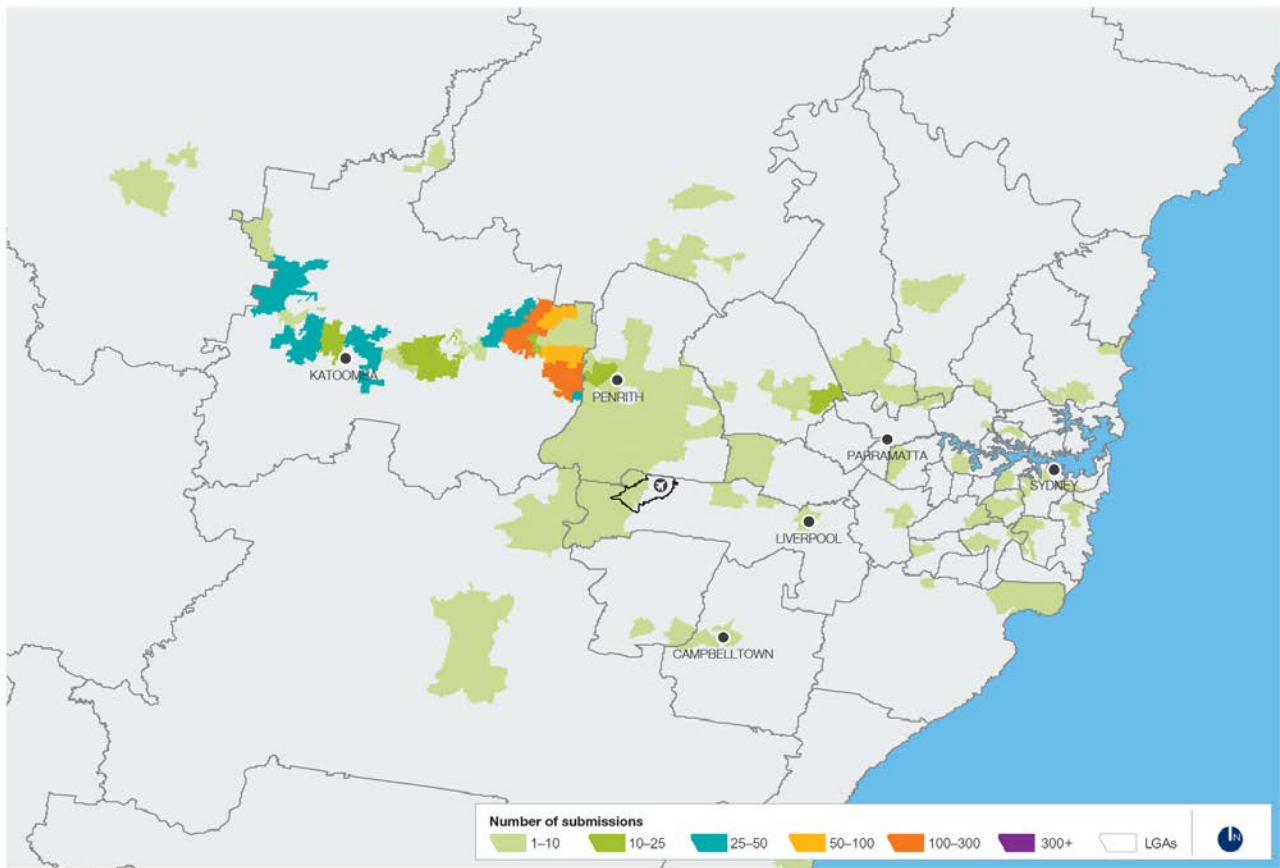 KATOOMBA
PENRITH
PARRAMATTA
SYDNEY
LIVERPOOL
CAMPBELLTOWN
Number of submissions
1–10 10–25 25–50 50–100 100–300 300+ LGAs
N